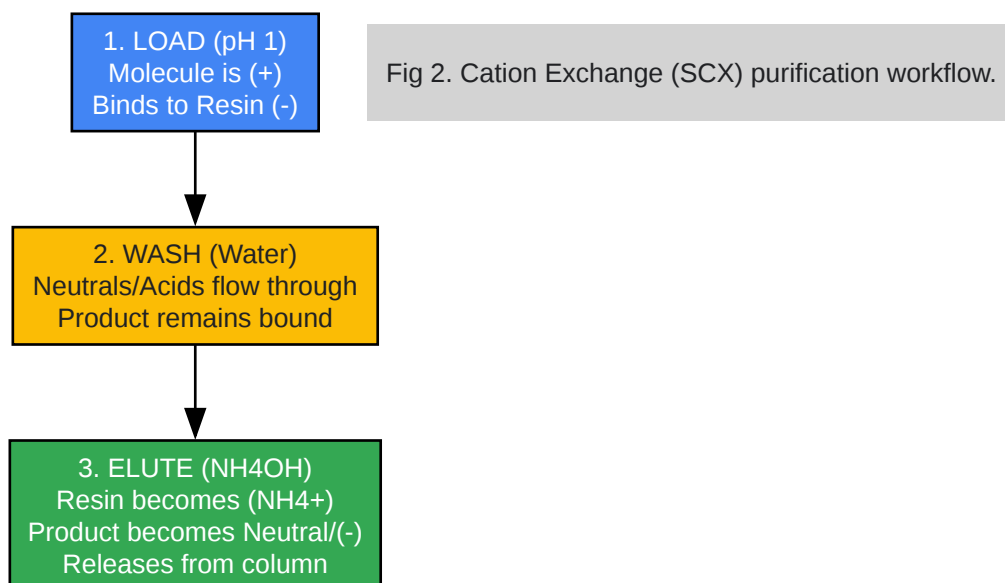 1. LOAD (pH 1)
Molecule is (+)
Binds to Resin (-)
Fig 2. Cation Exchange (SCX) purification workflow.
2. WASH (Water)
Neutrals/Acids flow through
Product remains bound
3. ELUTE (NH4OH)
Resin becomes (NH4+)
Product becomes Neutral/(-)
Releases from column